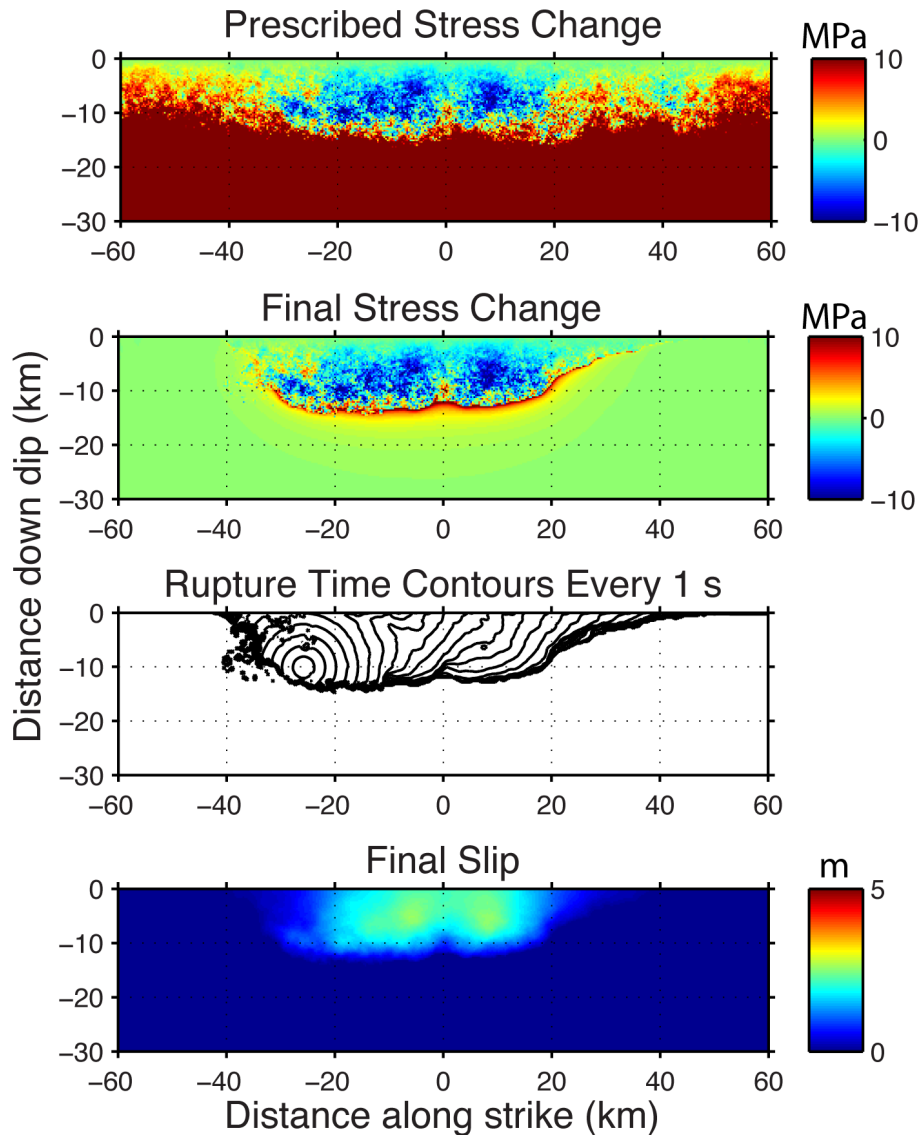 Prescribed Stress Change
MPa
0
−10
−20
−30
10
0
−10
−60 −40 −20 0 20 40 60
Final Stress Change
MPa
0
−10
−20
−30
10
0
−10
−60 −40 −20 0 20 40 60
Distance down dip (km)
Rupture Time Contours Every 1 s
0
−10
−20
−30
−60 −40 −20 0 20 40 60
Final Slip
m
0
−10
−20
−30
5
0
−60 −40 −20 0 20 40 60
Distance along strike (km)